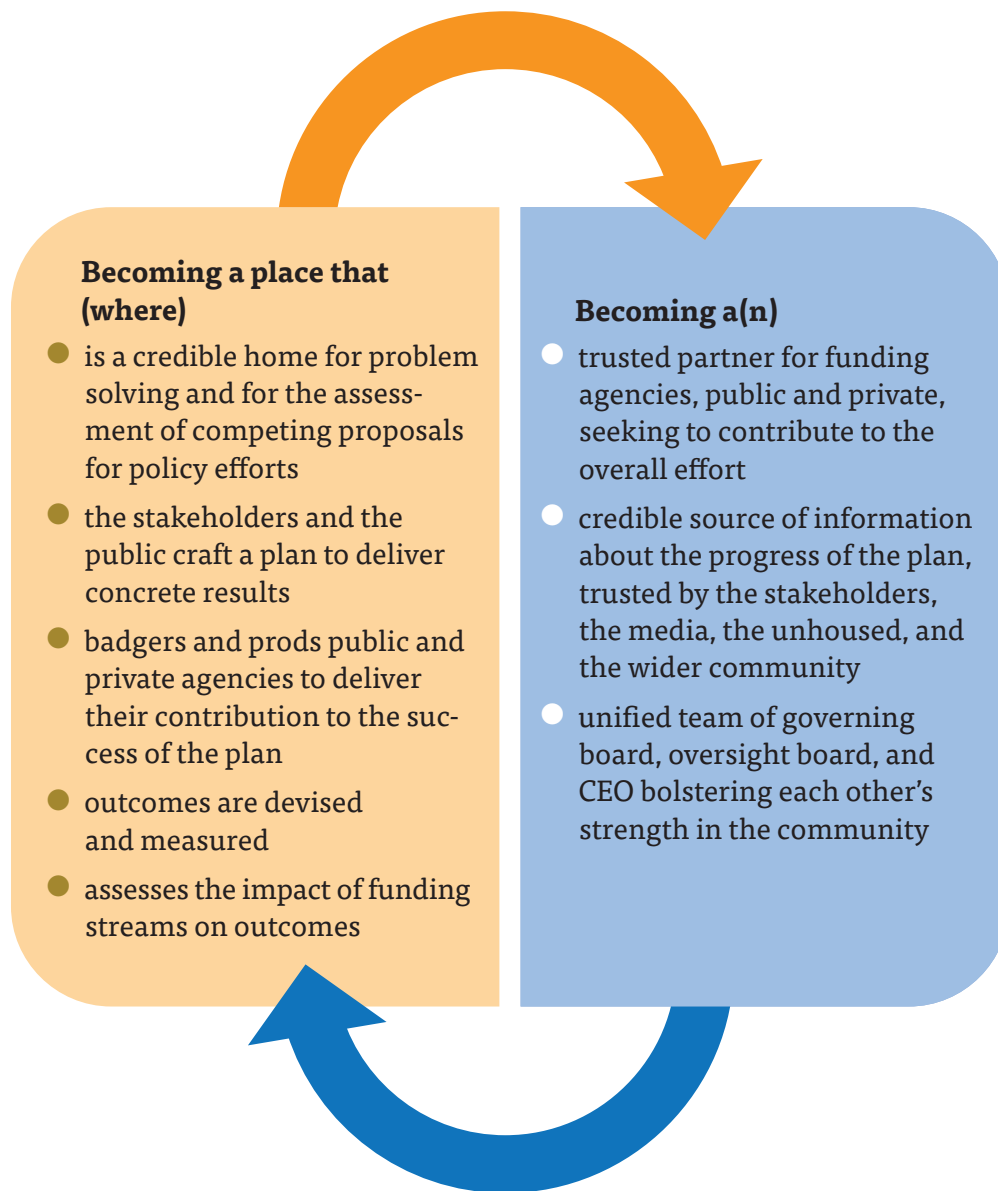 Becoming a place that
(where)
is a credible home for problem
solving and for the assess-
ment of competing proposals
for policy efforts
the stakeholders and the
public craft a plan to deliver
concrete results
badgers and prods public and
private agencies to deliver
their contribution to the suc-
cess of the plan
outcomes are devised
and measured
assesses the impact of funding
streams on outcomes
Becoming a(n)
trusted partner for funding
agencies, public and private,
seeking to contribute to the
overall effort
credible source of information
about the progress of the plan,
trusted by the stakeholders,
the media, the unhoused, and
the wider community
unified team of governing
board, oversight board, and
CEO bolstering each other’s
strength in the community